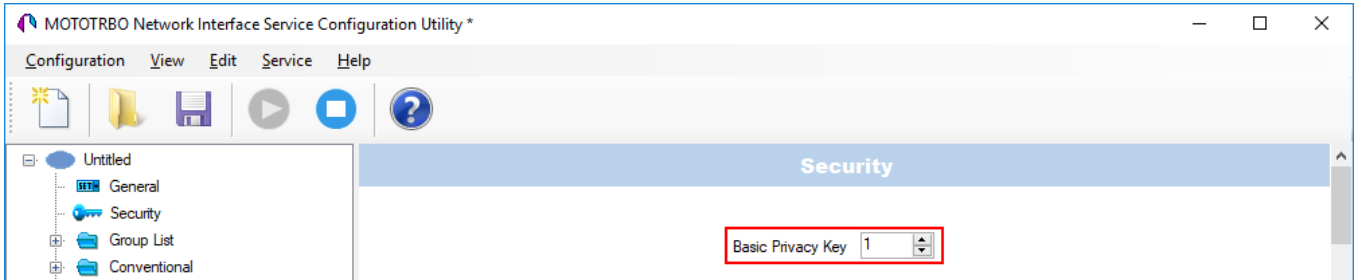 MOTOTRBO Network Interface Service Configuration Utility *
Configuration View Edit Service Help
?
Untitled
Security
SET
General
Security
Basic Privacy Key 1
Group List
Conventional